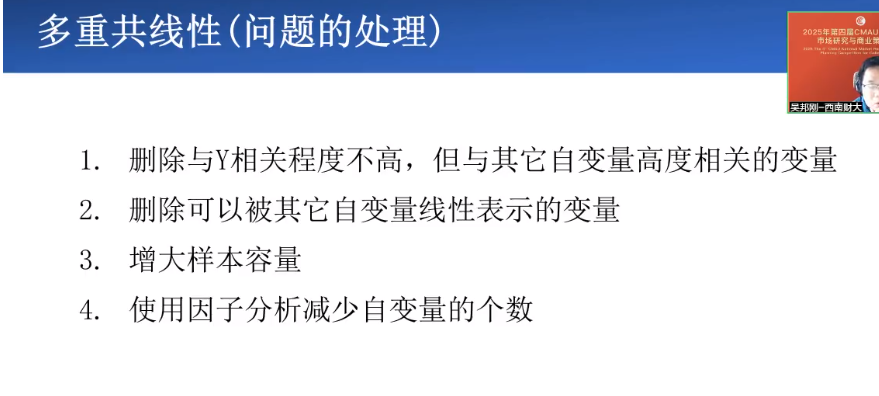 多重共线性(问题的处理)
2025年第四届CMAU
市场研究与商业策
吴邦刚-西南财大
1. 删除与Y相关程度不高，但与其它自变量高度相关的变量
2. 删除可以被其它自变量线性表示的变量
3. 增大样本容量
4. 使用因子分析减少自变量的个数